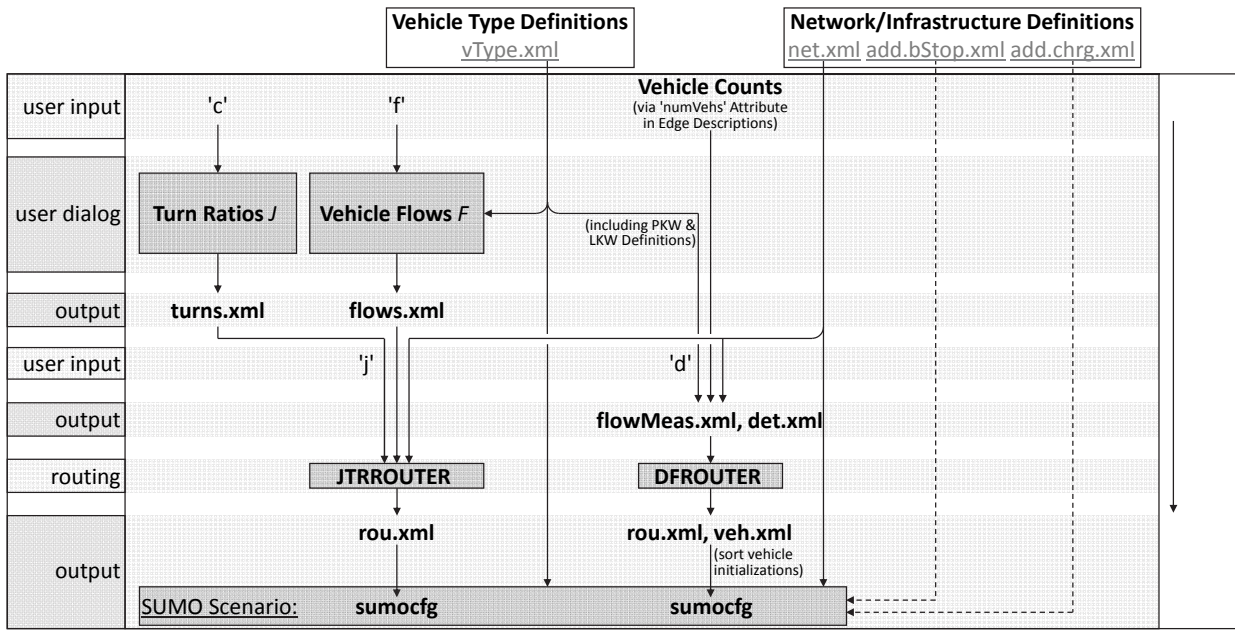 Vehicle Type Definitions
vType.xml
Network/Infrastructure Definitions
net.xml add.bStop.xml add.chrg.xml
user input
'c'
'f'
Vehicle Counts
(via 'numVehs' Attribute
in Edge Descriptions)
user dialog
Turn Ratios J
Vehicle Flows F
(including PKW &
LKW Definitions)
output
turns.xml
flows.xml
user input
'j'
'd'
output
flowMeas.xml, det.xml
routing
JTRROUTER
DFROUTER
output
rou.xml
rou.xml, veh.xml
(sort vehicle
initializations)
SUMO Scenario:
sumocfg
sumocfg